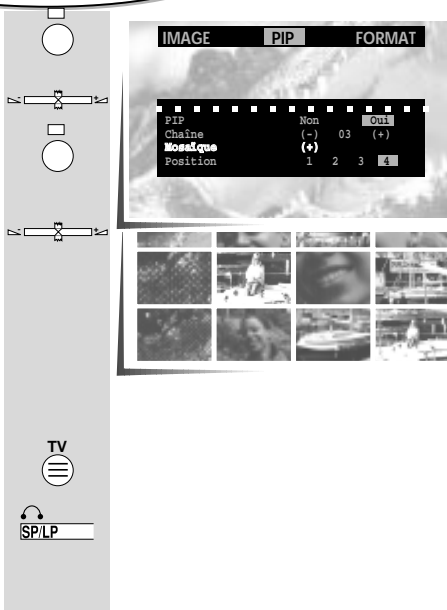 IMAGE PIP FORMAT
PIP Non Oui
Chaîne (-) 03 (+)
Mosaïque (+)
Position 1 2 3 4
- +
- +
TV
SP/LP